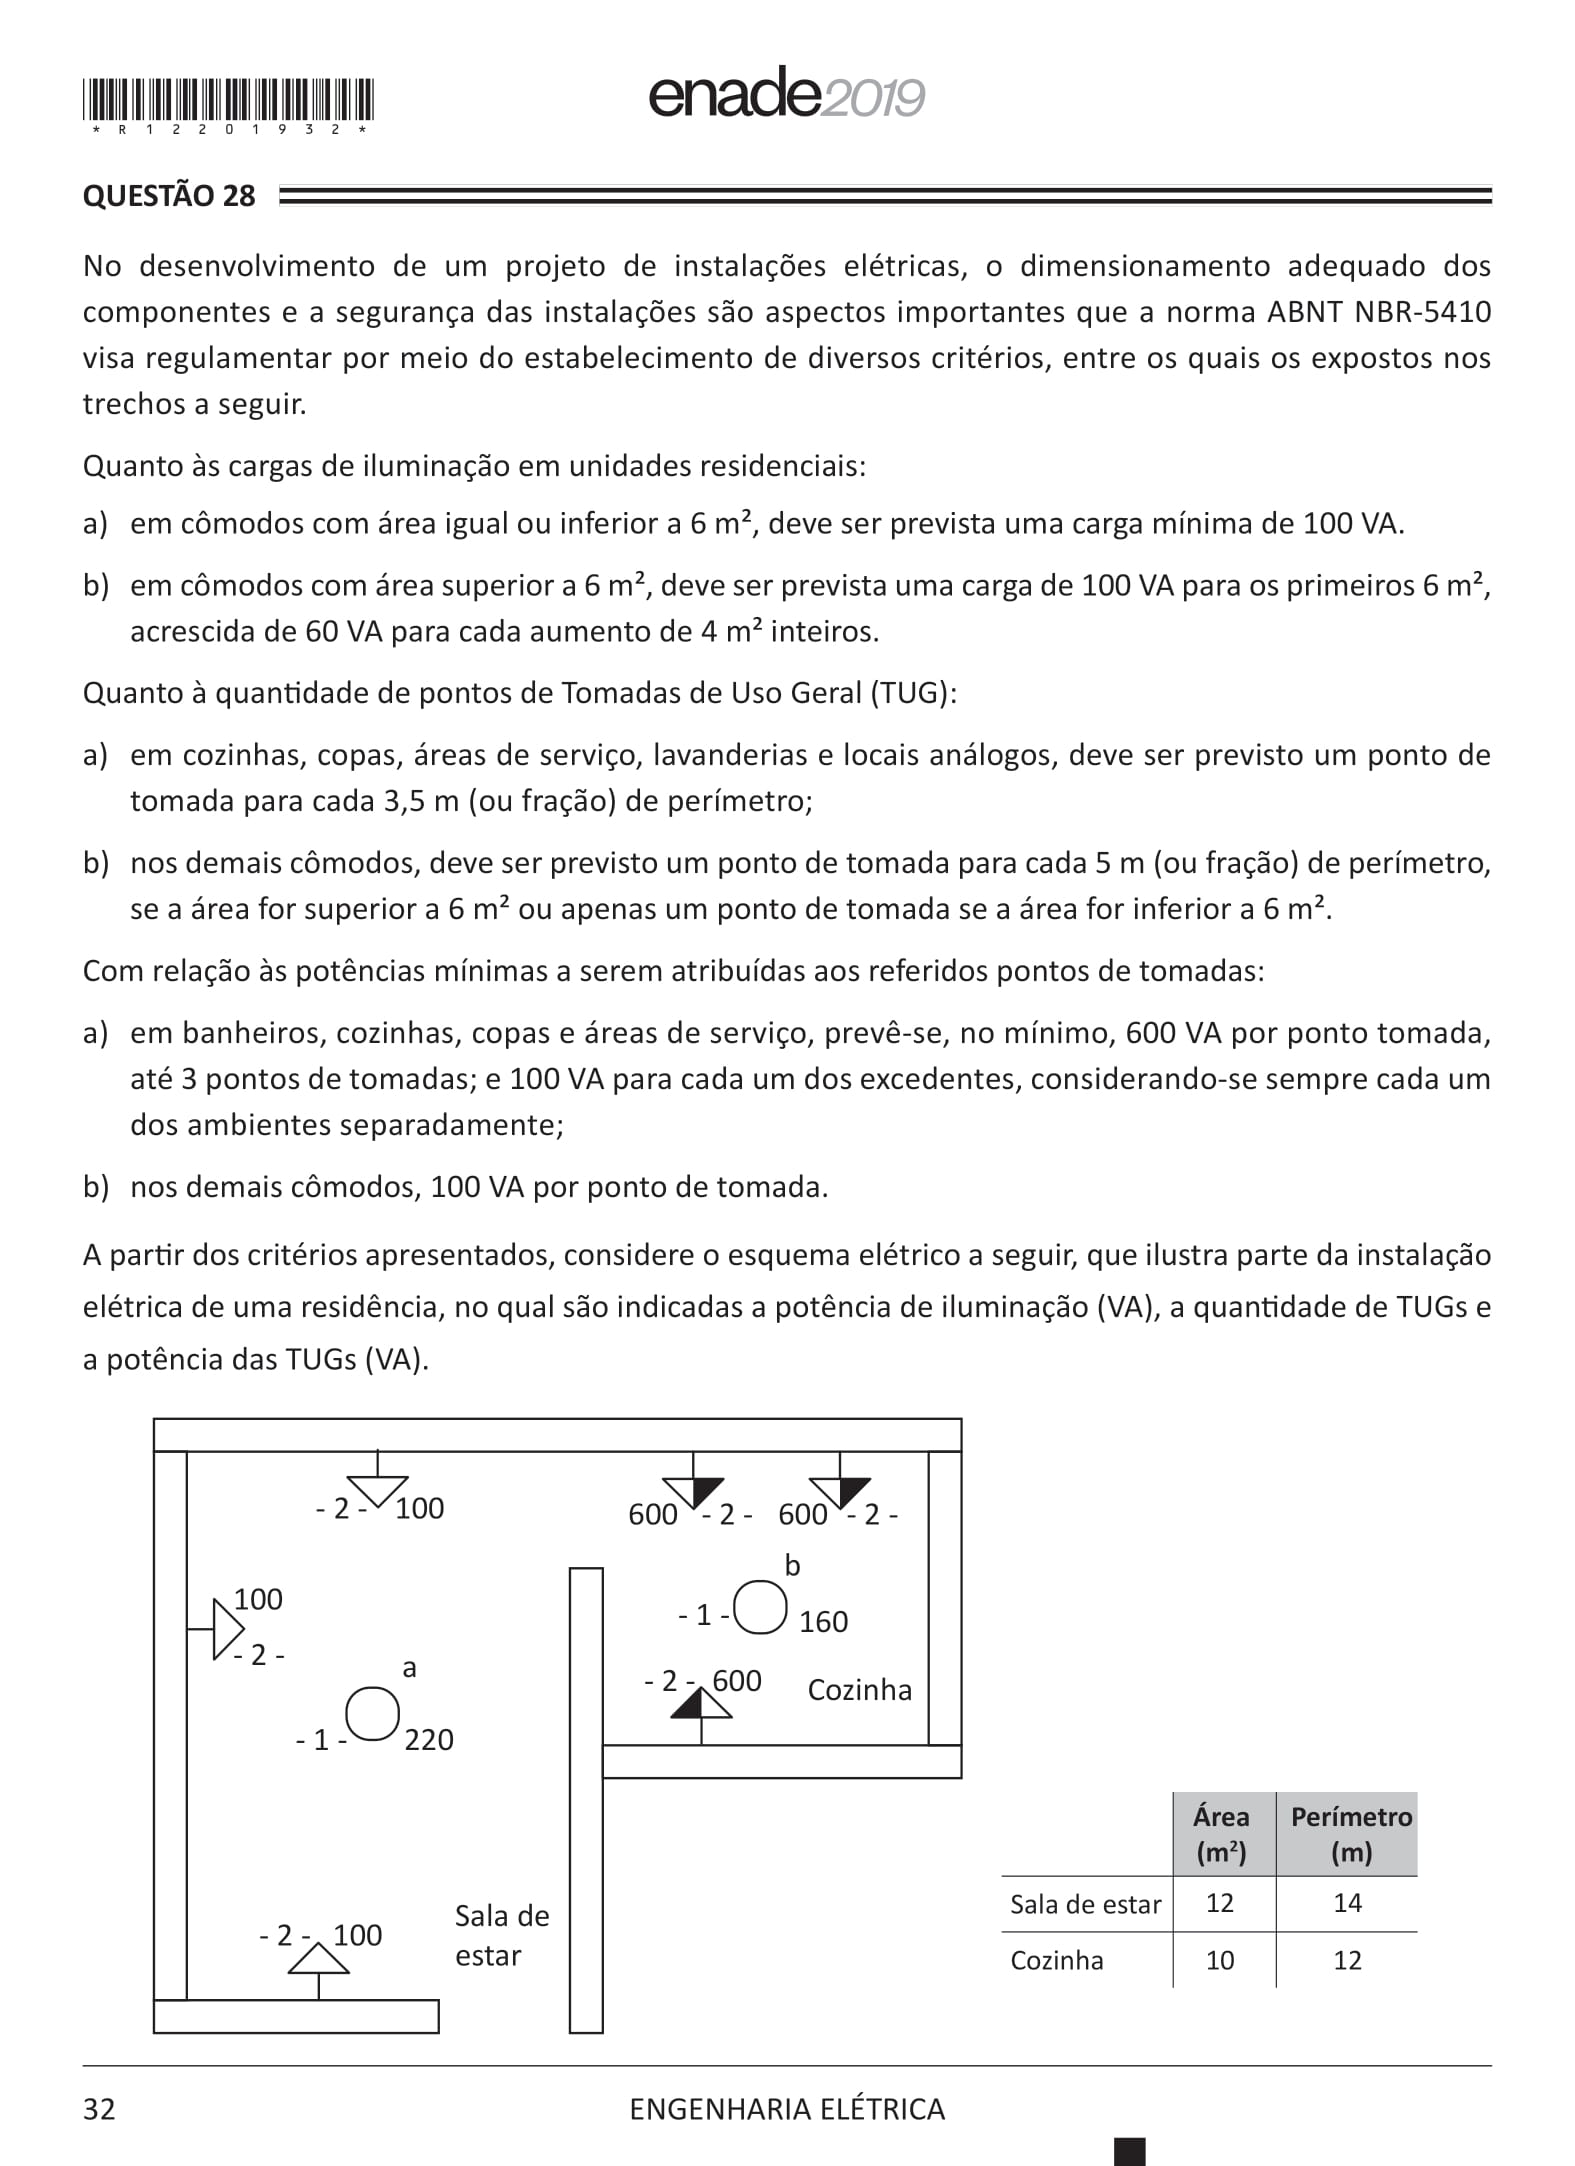 * R 1 2 2 0 1 9 3 2 *
enade2019
QUESTÃO 28
No desenvolvimento de um projeto de instalações elétricas, o dimensionamento adequado dos
componentes e a segurança das instalações são aspectos importantes que a norma ABNT NBR-5410
visa regulamentar por meio do estabelecimento de diversos critérios, entre os quais os expostos nos
trechos a seguir.
Quanto às cargas de iluminação em unidades residenciais:
a) em cômodos com área igual ou inferior a 6 m², deve ser prevista uma carga mínima de 100 VA.
b) em cômodos com área superior a 6 m², deve ser prevista uma carga de 100 VA para os primeiros 6 m²,
acrescida de 60 VA para cada aumento de 4 m² inteiros.
Quanto à quantidade de pontos de Tomadas de Uso Geral (TUG):
a) em cozinhas, copas, áreas de serviço, lavanderias e locais análogos, deve ser previsto um ponto de
tomada para cada 3,5 m (ou fração) de perímetro;
b) nos demais cômodos, deve ser previsto um ponto de tomada para cada 5 m (ou fração) de perímetro,
se a área for superior a 6 m² ou apenas um ponto de tomada se a área for inferior a 6 m².
Com relação às potências mínimas a serem atribuídas aos referidos pontos de tomadas:
a) em banheiros, cozinhas, copas e áreas de serviço, prevê-se, no mínimo, 600 VA por ponto tomada,
até 3 pontos de tomadas; e 100 VA para cada um dos excedentes, considerando-se sempre cada um
dos ambientes separadamente;
b) nos demais cômodos, 100 VA por ponto de tomada.
A partir dos critérios apresentados, considere o esquema elétrico a seguir, que ilustra parte da instalação
elétrica de uma residência, no qual são indicadas a potência de iluminação (VA), a quantidade de TUGs e
a potência das TUGs (VA).
- 2 - 100
600 - 2 - 600 - 2 -
100
- 2 -
b
- 1 - 160
a
- 1 - 220
- 2 - 600
Cozinha
- 2 - 100
Sala de
estar
Área
(m²)
Perímetro
(m)
Sala de estar 12 14
Cozinha 10 12
32
ENGENHARIA ELÉTRICA